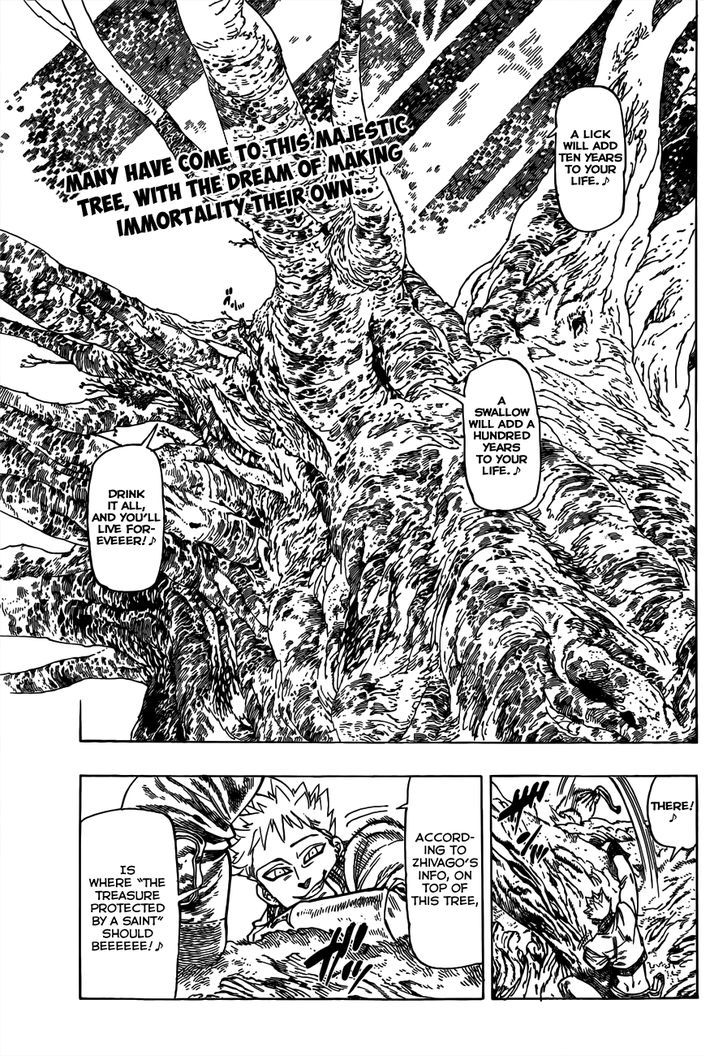 MANY HAVE COME TO THIS MAJESTIC
TREE, WITH THE DREAM OF MAKING
IMMORTALITY THEIR OWN...
A LICK
WILL ADD
TEN YEARS
TO YOUR
LIFE.♪
A
SWALLOW
WILL ADD A
HUNDRED
YEARS
TO YOUR
LIFE.♪
DRINK
IT ALL,
AND YOU'LL
LIVE FOR-
EVEEER!♪
THERE!
♪
ACCORD-
ING TO
ZHIVAGO'S
INFO, ON
TOP OF
THIS TREE,
IS
WHERE "THE
TREASURE
PROTECTED
BY A SAINT"
SHOULD
BEEEEEE!♪